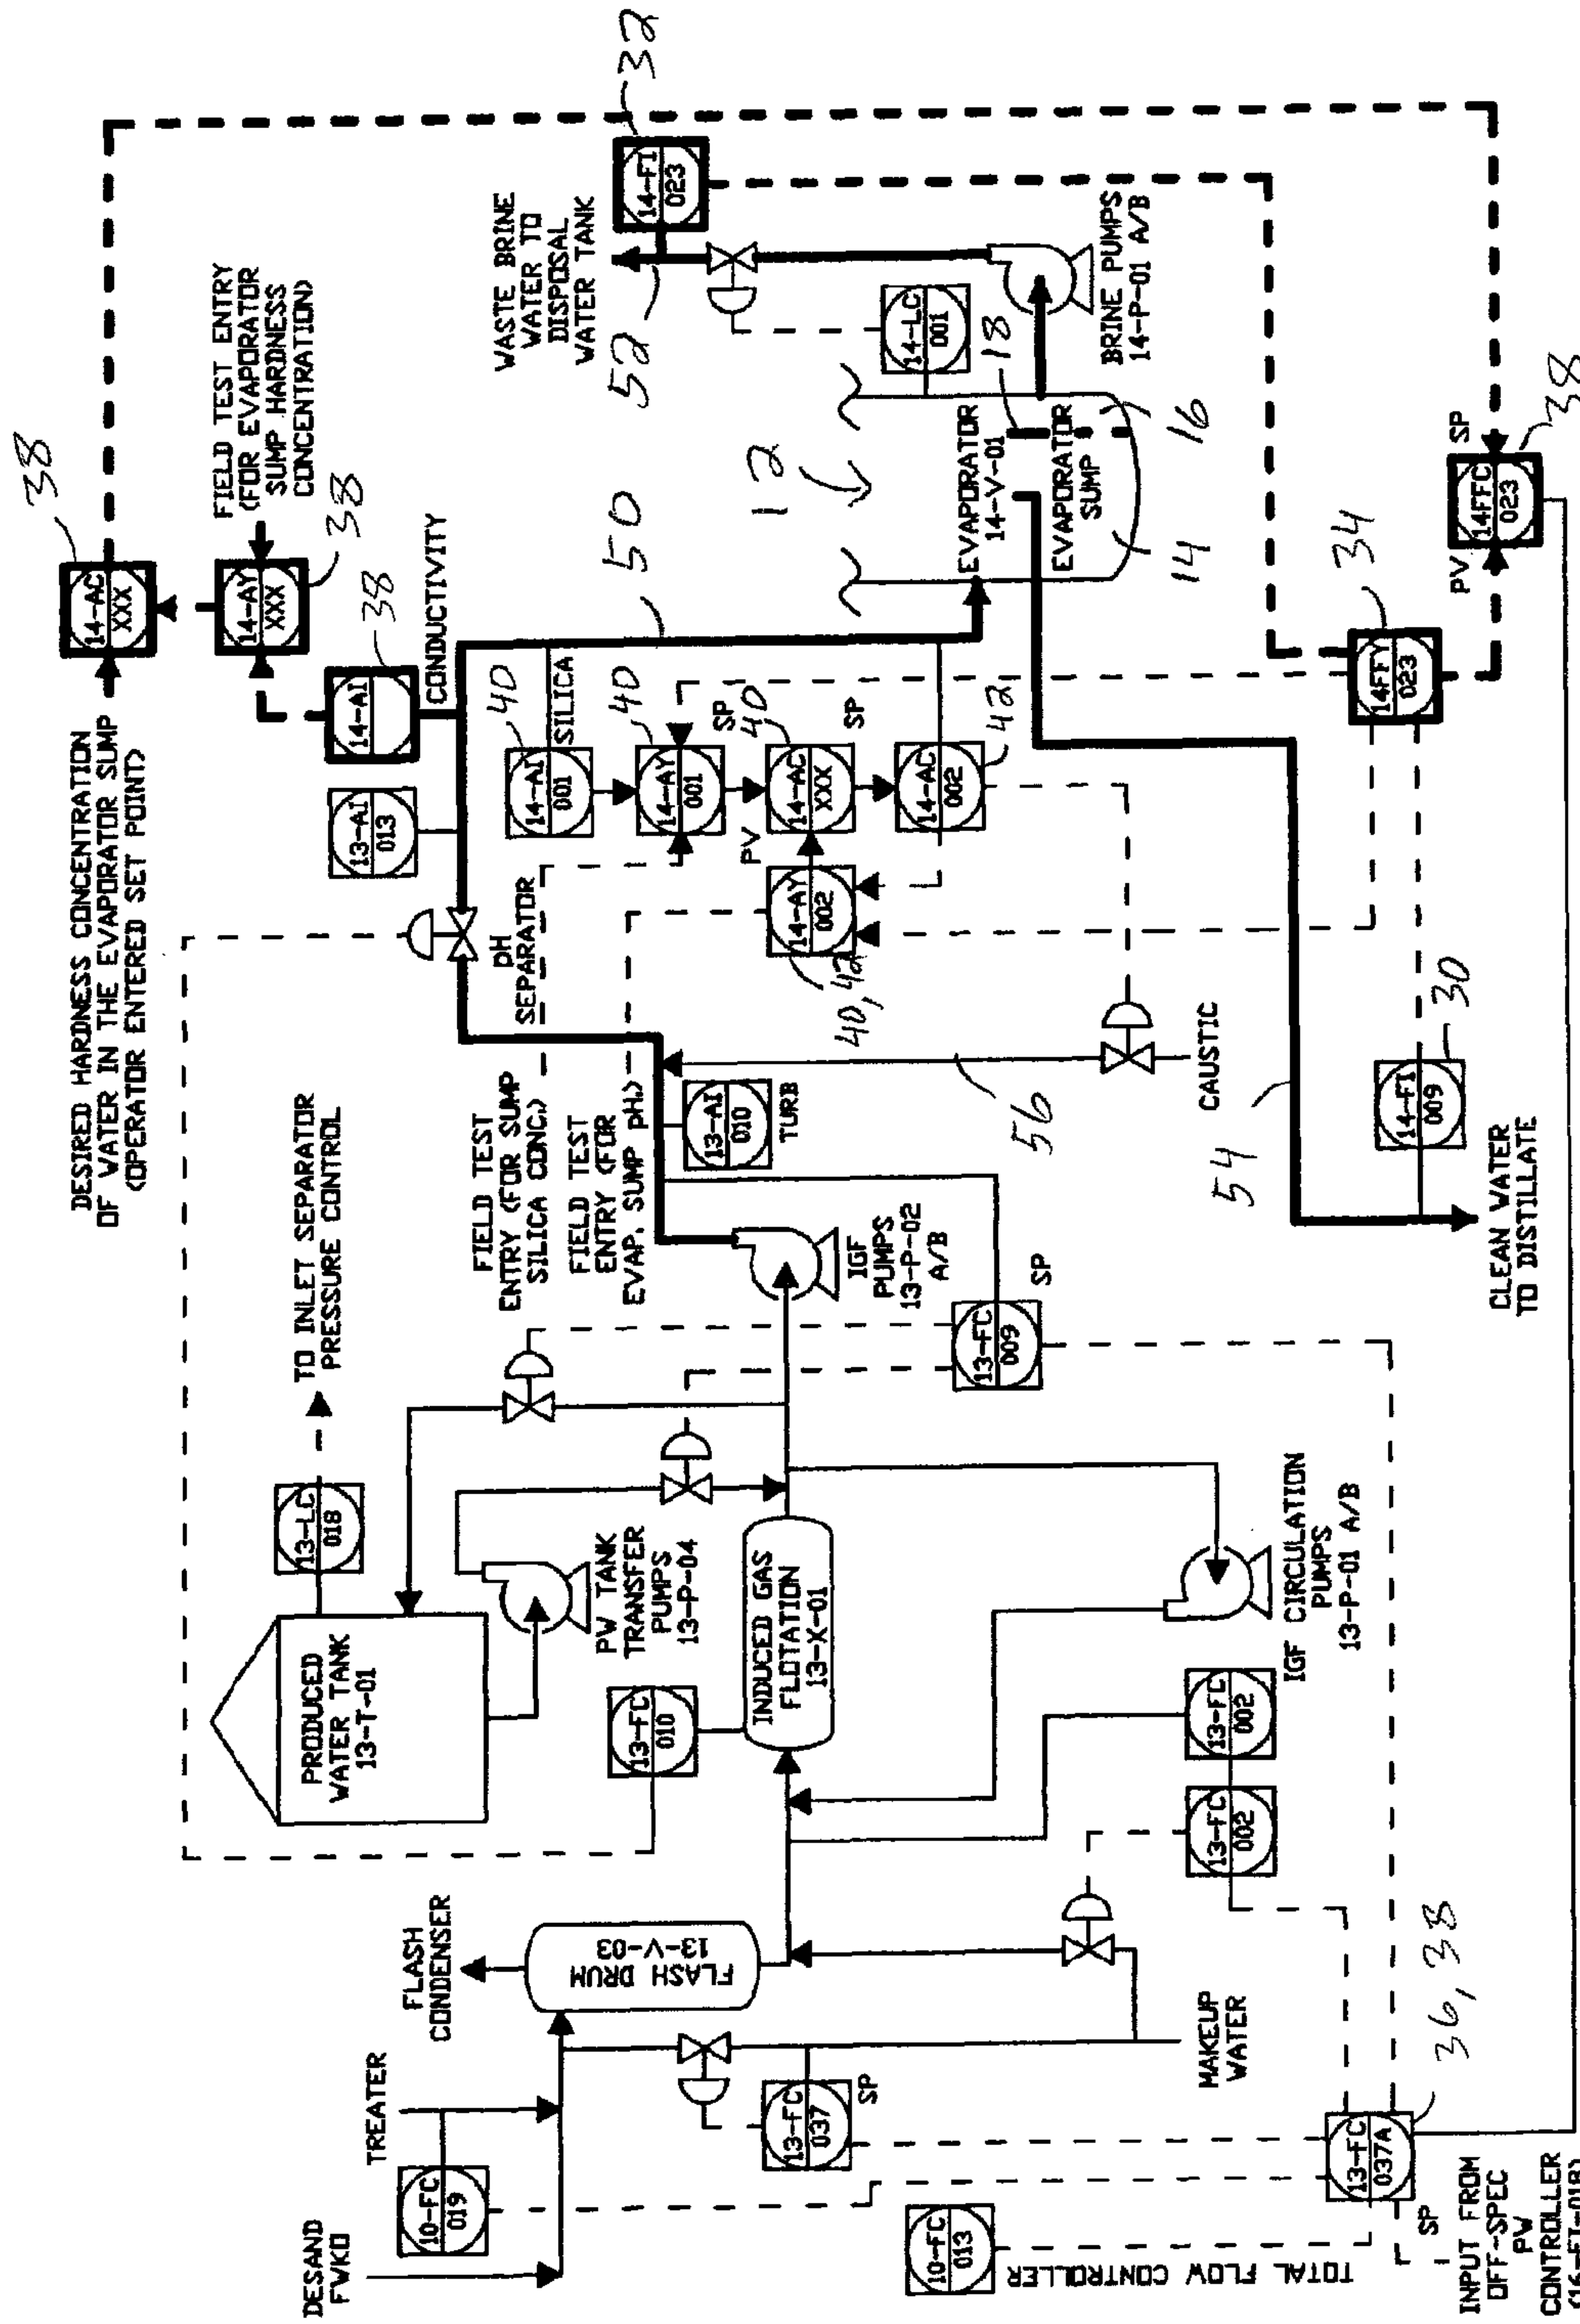 DESIRED HARDNESS CONCENTRATION
OF WATER IN THE EVAPORATOR SUMP
(OPERATOR ENTERED SET POINT)
38
14-AC
XXX
FIELD TEST ENTRY
(FOR EVAPORATOR
SUMP HARDNESS
CONCENTRATION)
14-AY
XXX
38
14-AI
38
CONDUCTIVITY
13-AI
013
TO INLET SEPARATOR
PRESSURE CONTROL
13-LC
018
PRODUCED
WATER TANK
13-T-01
PW TANK
TRANSFER
PUMPS
13-P-04
FLASH
CONDENSER
FLASH DRUM
13-V-03
TREATER
DESAND
FWKO
10-FC
019
13-FC
010
INDUCED GAS
FLOTATION
13-X-01
FIELD TEST
ENTRY (FOR SUMP
SILICA CONC.)
FIELD TEST
ENTRY (FOR
EVAP. SUMP pH.)
pH
SEPARATOR
13-AI
010
TURB
IGF
PUMPS
13-P-02
A/B
13-FC
009
SP
14-AI
001
40
SILICA
14-AY
001
40
SP
PV
14-AC
XXX
40
SP
14-AY
002
40, 42
14-AC
002
42
50
12
WASTE BRINE
WATER TO
DISPOSAL
WATER TANK
52
14-FI
023
32
14-LC
001
18
BRINE PUMPS
14-P-01 A/B
EVAPORATOR
14-V-01
EVAPORATOR
SUMP
14
16
CAUSTIC
56
54
14-FI
009
30
CLEAN WATER
TO DISTILLATE
14FFY
023
34
PV
SP
14FFC
023
38
IGF CIRCULATION
PUMPS
13-P-01 A/B
13-FC
002
13-FC
002
MAKEUP
WATER
13-FC
037
SP
10-FC
013
TOTAL FLOW CONTROLLER
13-FC
037A
36, 38
SP
INPUT FROM
OFF-SPEC
PW
CONTROLLER